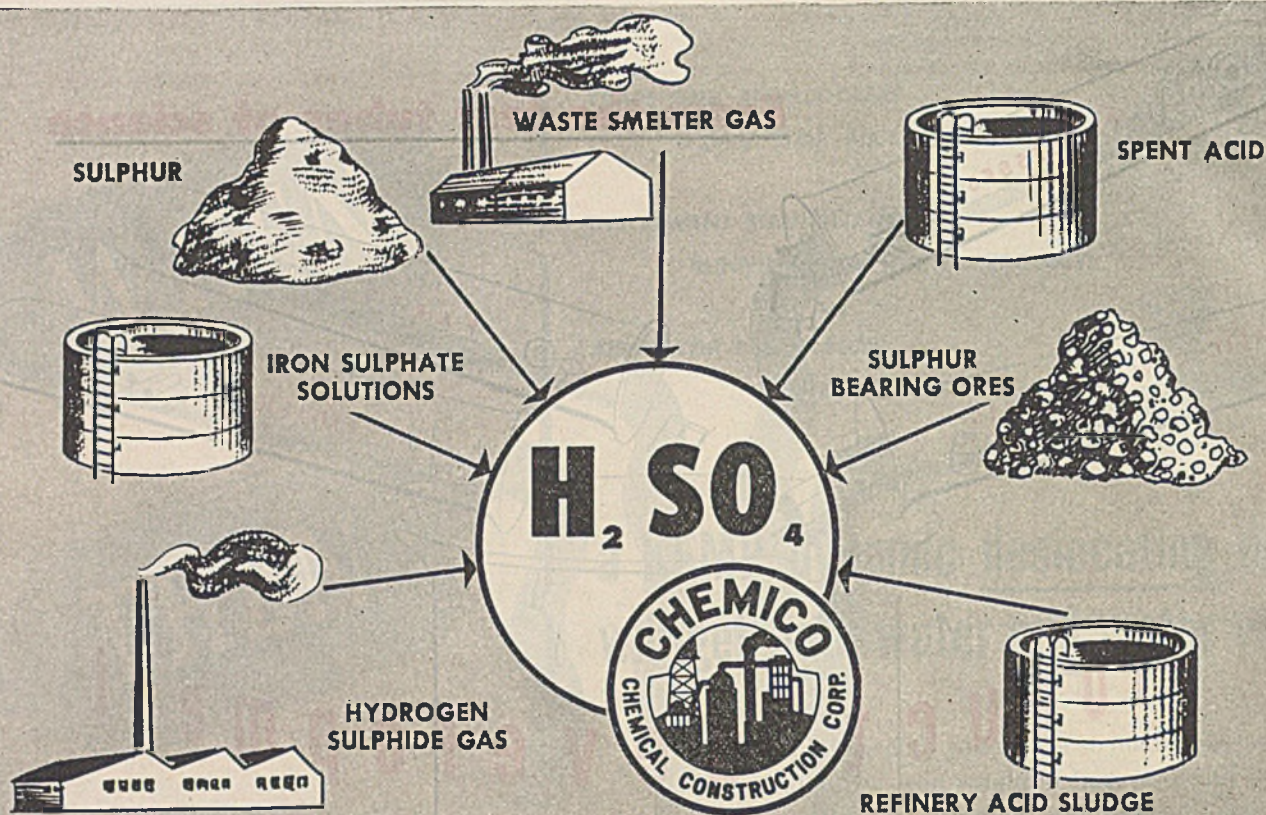 WASTE SMELTER GAS
SULPHUR
SPENT ACID
IRON SULPHATE
SOLUTIONS
SULPHUR
BEARING ORES
H₂SO₄
HYDROGEN
SULPHIDE GAS
CHEMICO
CHEMICAL CONSTRUCTION CORP.
REFINERY ACID SLUDGE